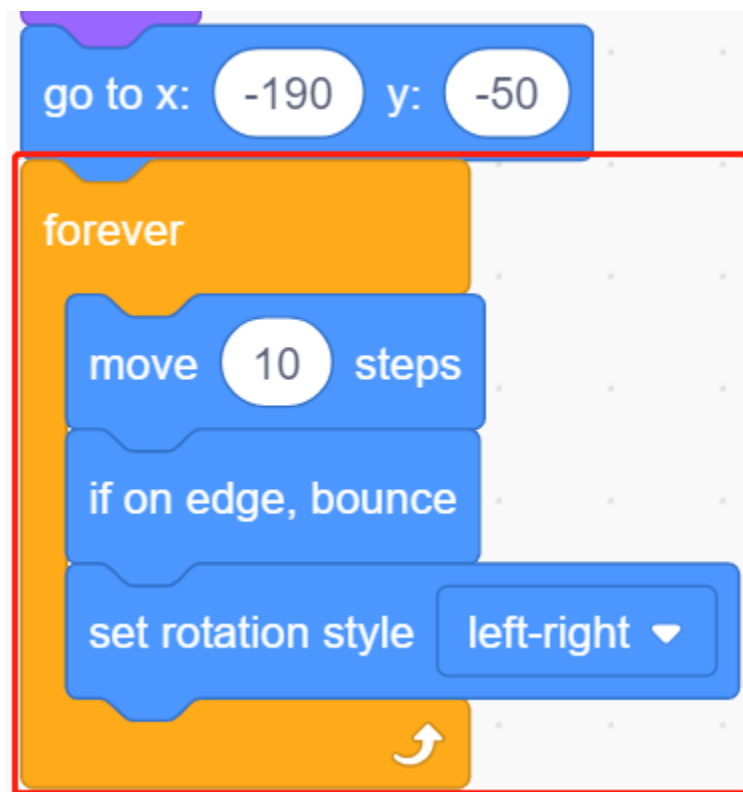 go to x: -190 y: -50
forever
move 10 steps
if on edge, bounce
set rotation style left-right